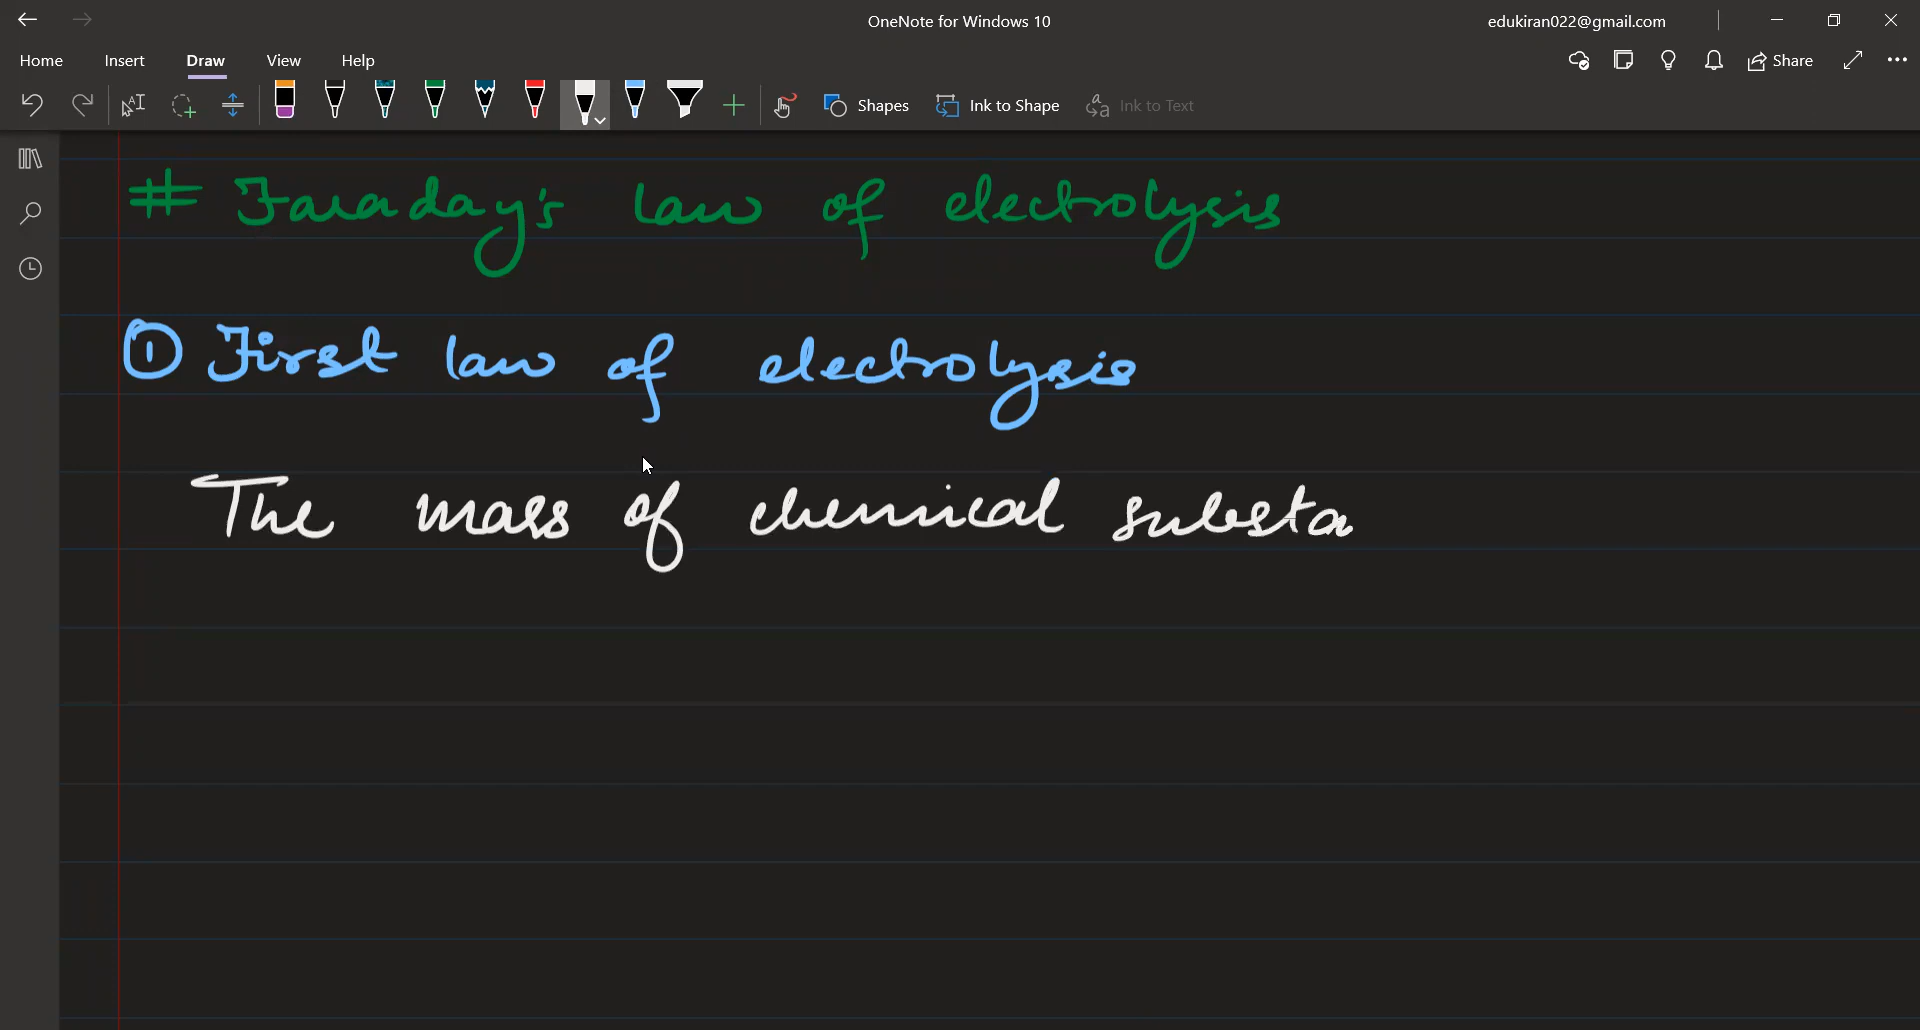 OneNote for Windows 10
edukiran022@gmail.com
Home Insert Draw View Help
Share
Shapes Ink to Shape Ink to Text
# Faraday's law of electrolysis
① First law of electrolysis
The mass of chemical substa